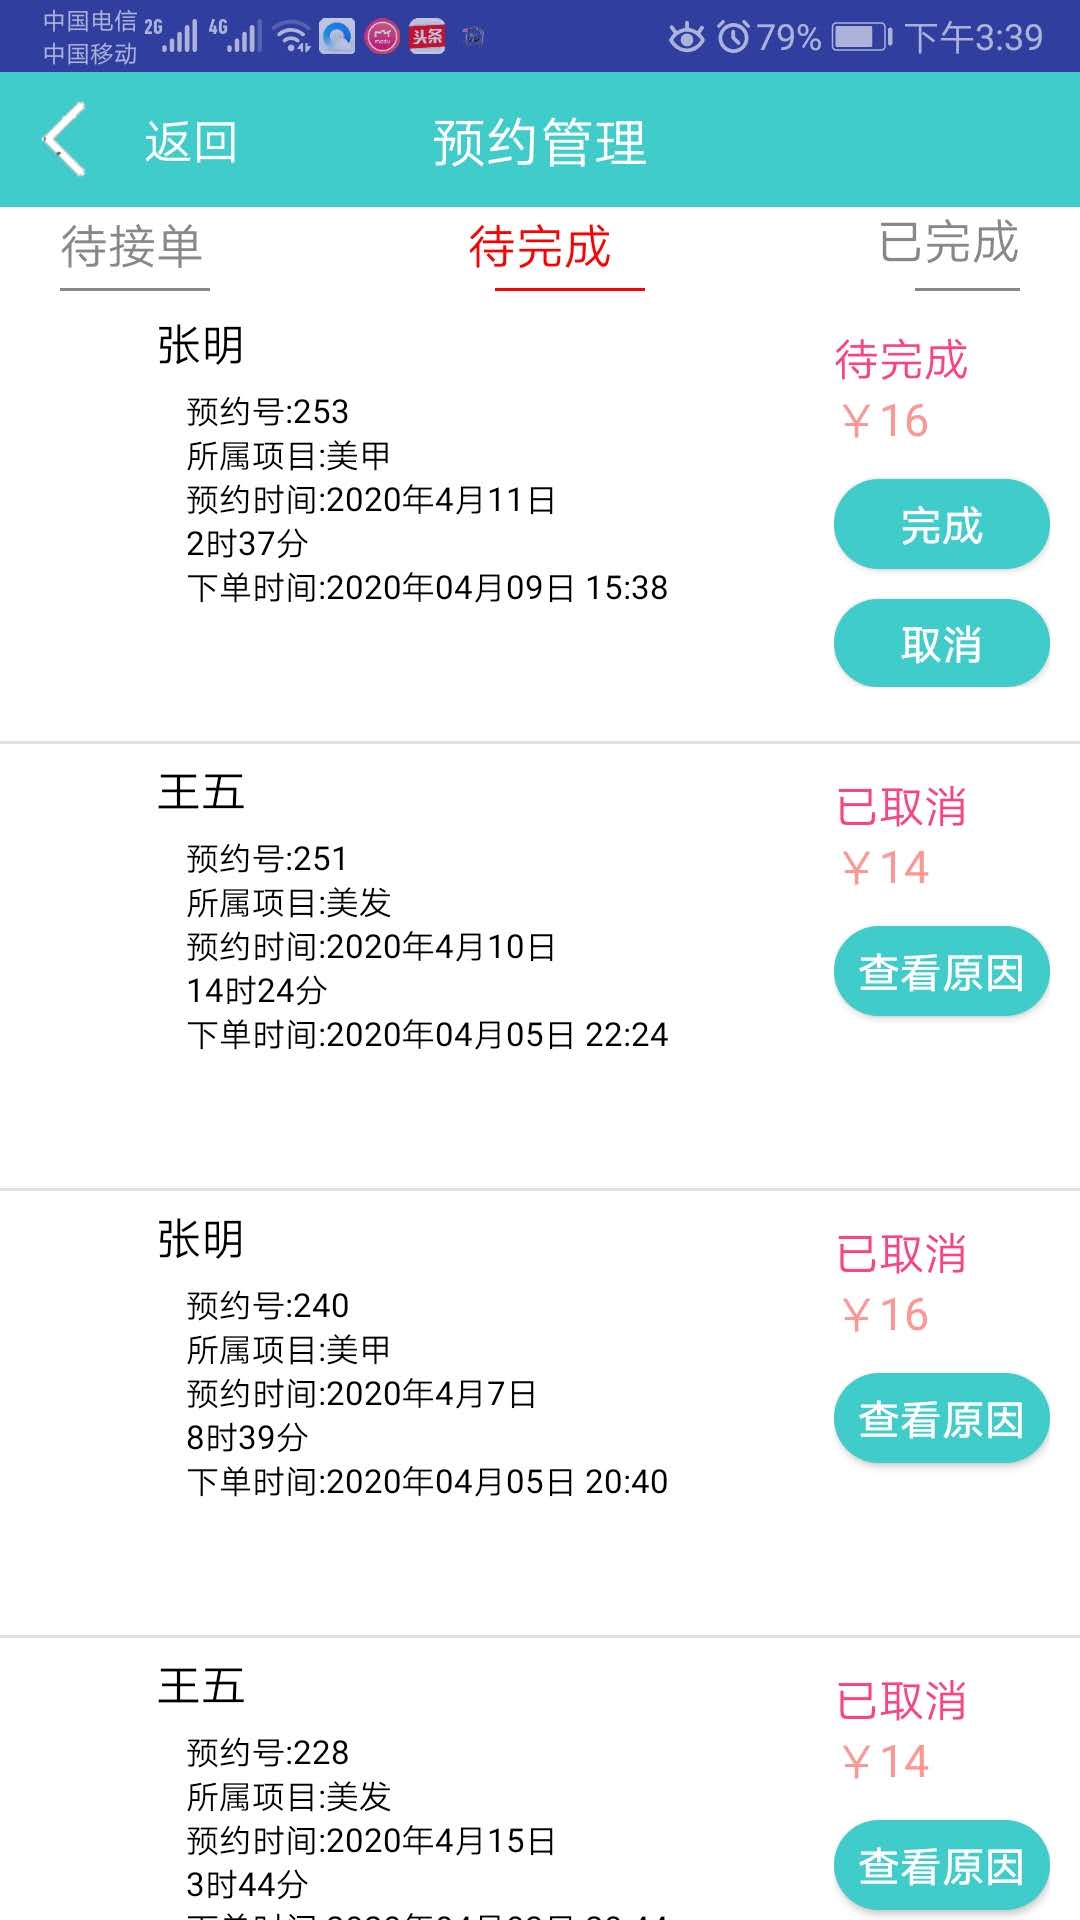 中国电信 2G 4G 79% 下午3:39
中国移动
头条
返回 预约管理
待接单 待完成 已完成
张明
待完成
预约号:253
￥16
所属项目:美甲
预约时间:2020年4月11日
2时37分
完成
下单时间:2020年04月09日 15:38
取消
王五
已取消
预约号:251
￥14
所属项目:美发
预约时间:2020年4月10日
14时24分
查看原因
下单时间:2020年04月05日 22:24
张明
已取消
预约号:240
￥16
所属项目:美甲
预约时间:2020年4月7日
8时39分
查看原因
下单时间:2020年04月05日 20:40
王五
已取消
预约号:228
￥14
所属项目:美发
预约时间:2020年4月15日
3时44分
查看原因